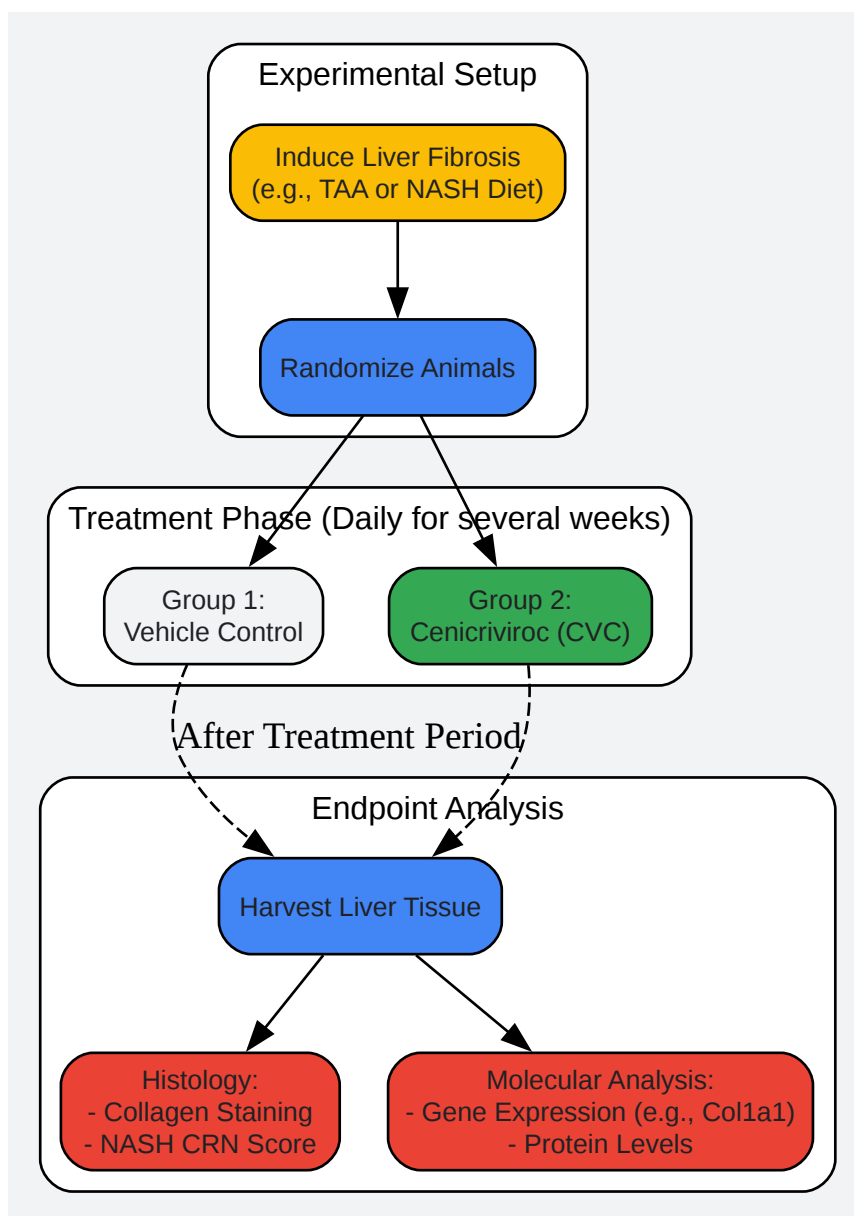 Experimental Setup
Induce Liver Fibrosis
(e.g., TAA or NASH Diet)
Randomize Animals
Treatment Phase (Daily for several weeks)
Group 1:
Vehicle Control
Group 2:
Cenicriviroc (CVC)
After Treatment Period
Endpoint Analysis
Harvest Liver Tissue
Histology:
- Collagen Staining
- NASH CRN Score
Molecular Analysis:
- Gene Expression (e.g., Col1a1)
- Protein Levels